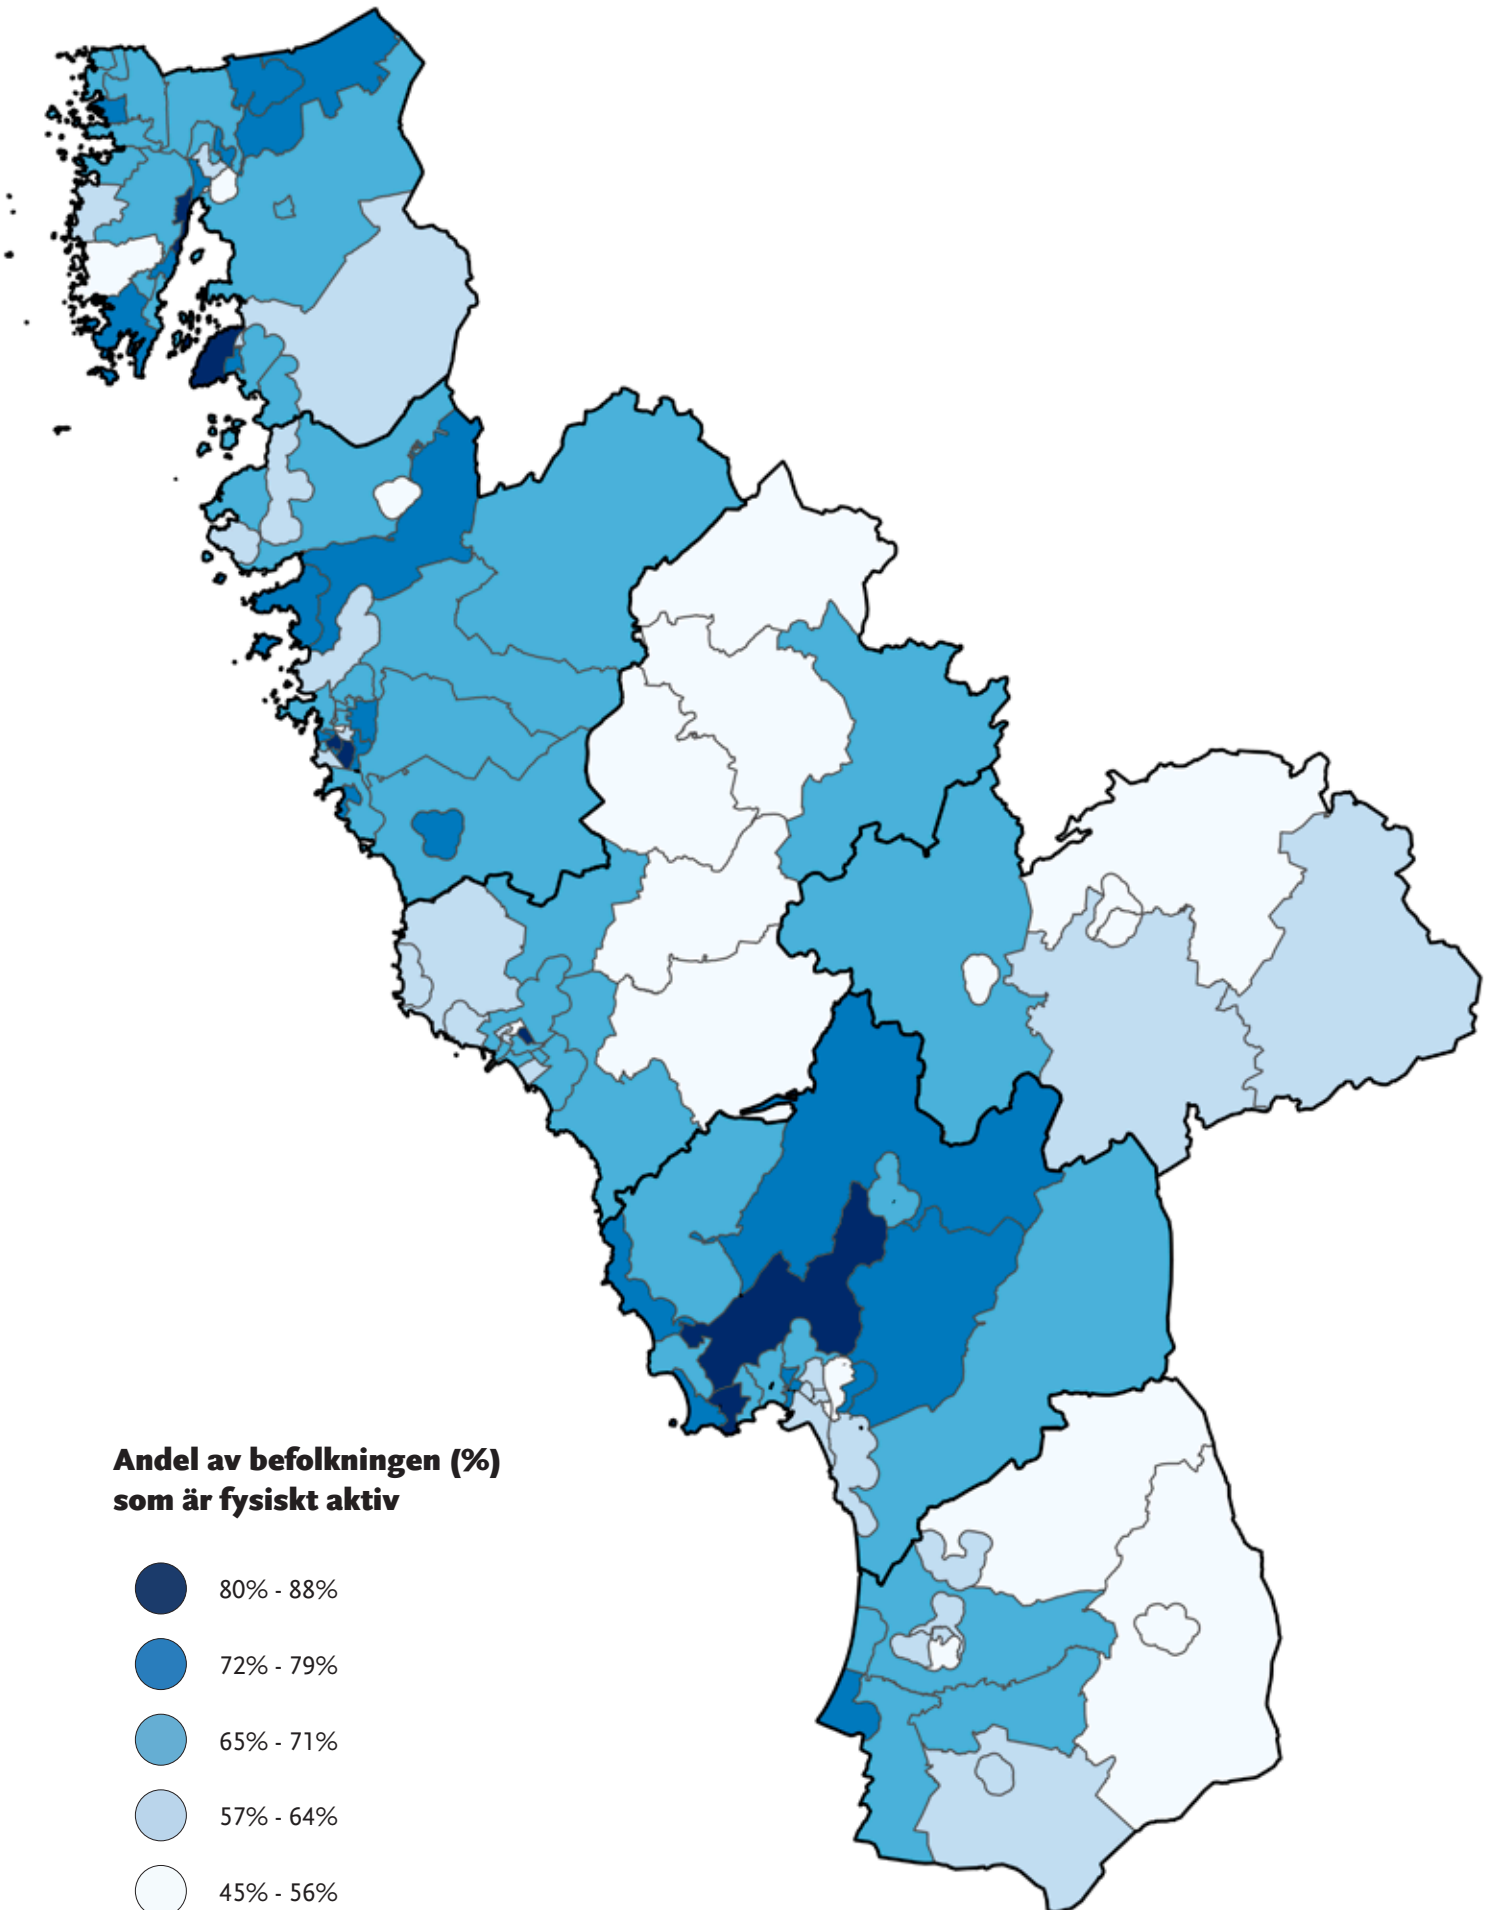 Andel av befolkningen (%)
som är fysiskt aktiv
80% - 88%
72% - 79%
65% - 71%
57% - 64%
45% - 56%